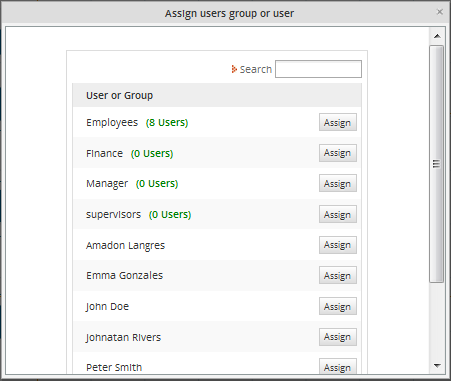 Assign users group or user
Search
User or Group
Employees (8 Users) Assign
Finance (0 Users) Assign
Manager (0 Users) Assign
supervisors (0 Users) Assign
Amadon Langres Assign
Emma Gonzales Assign
John Doe Assign
Johnatan Rivers Assign
Peter Smith Assign